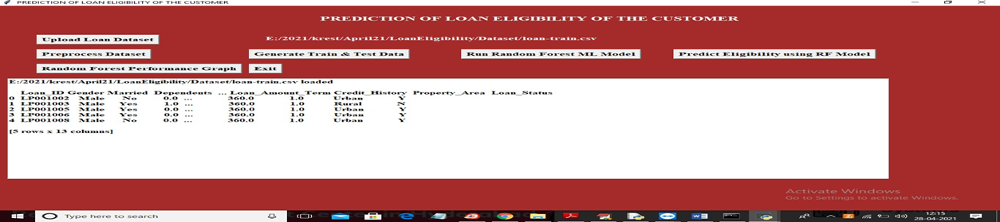 PREDICTION OF LOAN ELIGIBILITY OF THE CUSTOMER
PREDICTION OF LOAN ELIGIBILITY OF THE CUSTOMER
Upload Loan Dataset E:/2021/krest/April21/LoanEligibility/Dataset/loan-train.csv
Preprocess Dataset Generate Train & Test Data Run Random Forest ML Model Predict Eligibility using RF Model
Random Forest Performance Graph Exit
E:/2021/krest/April21/LoanEligibility/Dataset/loan-train.csv loaded
Loan_ID Gender Married Dependents ... Loan_Amount_Term Credit_History Property_Area Loan_Status
0 LP001002 Male No 0.0 ... 360.0 1.0 Urban Y
1 LP001003 Male Yes 1.0 ... 360.0 1.0 Rural N
2 LP001005 Male Yes 0.0 ... 360.0 1.0 Urban Y
3 LP001006 Male Yes 0.0 ... 360.0 1.0 Urban Y
4 LP001008 Male No 0.0 ... 360.0 1.0 Urban Y
[5 rows x 13 columns]
Activate Windows
Go to Settings to activate Windows.
Type here to search
12:15
28-04-2021